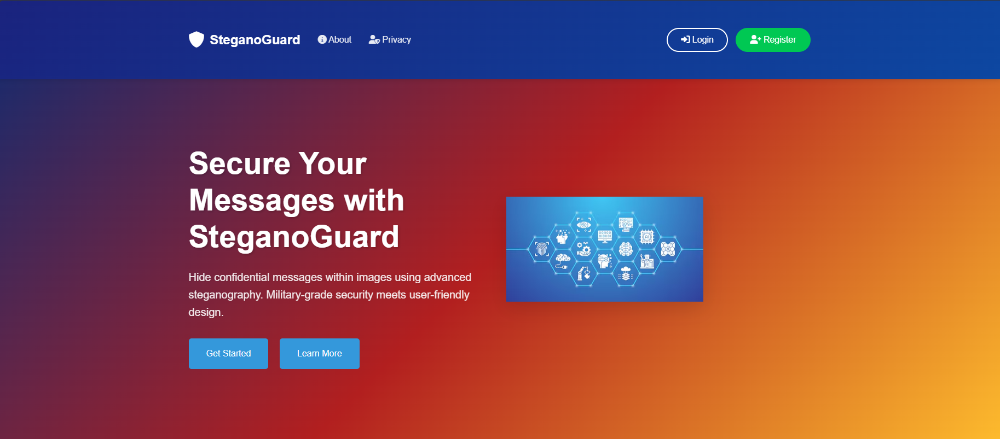 SteganoGuard
About
Privacy
Login
Register
Secure Your
Messages with
SteganoGuard
Hide confidential messages within images using advanced
steganography. Military-grade security meets user-friendly
design.
Get Started
Learn More